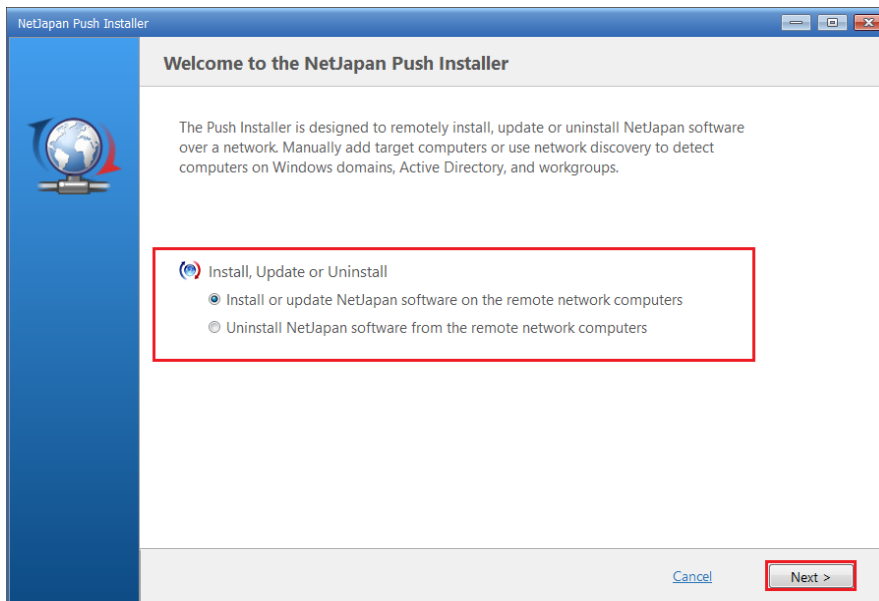 NetJapan Push Installer
Welcome to the NetJapan Push Installer
The Push Installer is designed to remotely install, update or uninstall NetJapan software
over a network. Manually add target computers or use network discovery to detect
computers on Windows domains, Active Directory, and workgroups.
Install, Update or Uninstall
Install or update NetJapan software on the remote network computers
Uninstall NetJapan software from the remote network computers
Cancel
Next >